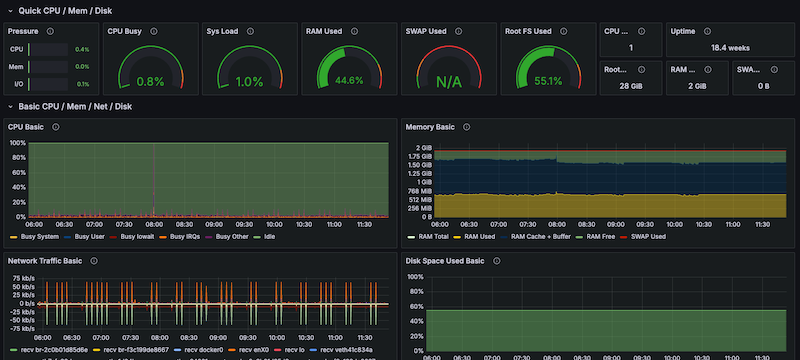 Quick CPU / Mem / Disk
Pressure
CPU 0.4%
Mem 0.0%
I/O 0.1%
CPU Busy
0.8%
Sys Load
1.0%
RAM Used
44.6%
SWAP Used
N/A
Root FS Used
55.1%
CPU ...
1
Uptime
18.4 weeks
Root...
28 GiB
RAM ...
2 GiB
SWA...
0 B
Basic CPU / Mem / Net / Disk
CPU Basic
100%
80%
60%
40%
20%
0%
06:00 06:30 07:00 07:30 08:00 08:30 09:00 09:30 10:00 10:30 11:00 11:30
Busy System Busy User Busy Iowait Busy IRQs Busy Other Idle
Memory Basic
2 GiB
1.75 GiB
1.50 GiB
1.25 GiB
1 GiB
768 MiB
512 MiB
256 MiB
0 B
06:00 06:30 07:00 07:30 08:00 08:30 09:00 09:30 10:00 10:30 11:00 11:30
RAM Total RAM Used RAM Cache + Buffer RAM Free SWAP Used
Network Traffic Basic
75 kb/s
50 kb/s
25 kb/s
0 b/s
-25 kb/s
-50 kb/s
-75 kb/s
06:00 06:30 07:00 07:30 08:00 08:30 09:00 09:30 10:00 10:30 11:00 11:30
recv br-2c0b01d85d6e recv br-f3c199de8667 recv docker0 recv enX0 recv lo recv veth41c834a
Disk Space Used Basic
100%
80%
60%
40%
20%
0%
06:00 06:30 07:00 07:30 08:00 08:30 09:00 09:30 10:00 10:30 11:00 11:30